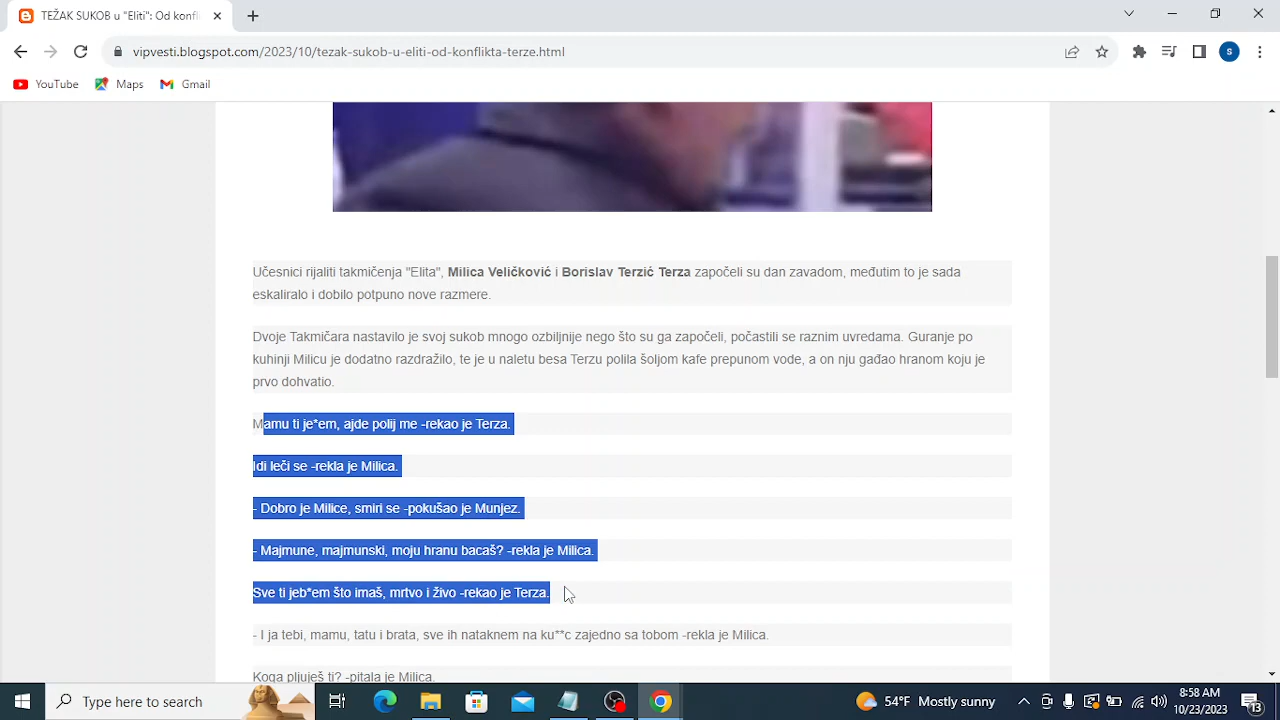 TEŽAK SUKOB u "Eliti": Od konfl
vipvesti.blogspot.com/2023/10/tezak-sukob-u-eliti-od-konflikta-terze.html
S
YouTube
Maps
Gmail
Učesnici rijaliti takmičenja "Elita", Milica Veličković i Borislav Terzić Terza započeli su dan zavadom, međutim to je sada
eskaliralo i dobilo potpuno nove razmere.
Dvoje Takmičara nastavilo je svoj sukob mnogo ozbiljnije nego što su ga započeli, počastili se raznim uvredama. Guranje po
kuhinji Milicu je dodatno razdražilo, te je u naletu besa Terzu polila šoljom kafe prepunom vode, a on nju gađao hranom koju je
prvo dohvatio.
Mamu ti je*em, ajde polij me -rekao je Terza.
Idi leči se -rekla je Milica.
- Dobro je Milice, smiri se -pokušao je Munjez.
- Majmune, majmunski, moju hranu bacaš? -rekla je Milica.
Sve ti jeb*em što imaš, mrtvo i živo -rekao je Terza.
- I ja tebi, mamu, tatu i brata, sve ih nataknem na ku**c zajedno sa tobom -rekla je Milica.
Koga pljuješ ti? -pitala je Milica.
Type here to search
54°F Mostly sunny
8:58 AM
10/23/2023
13